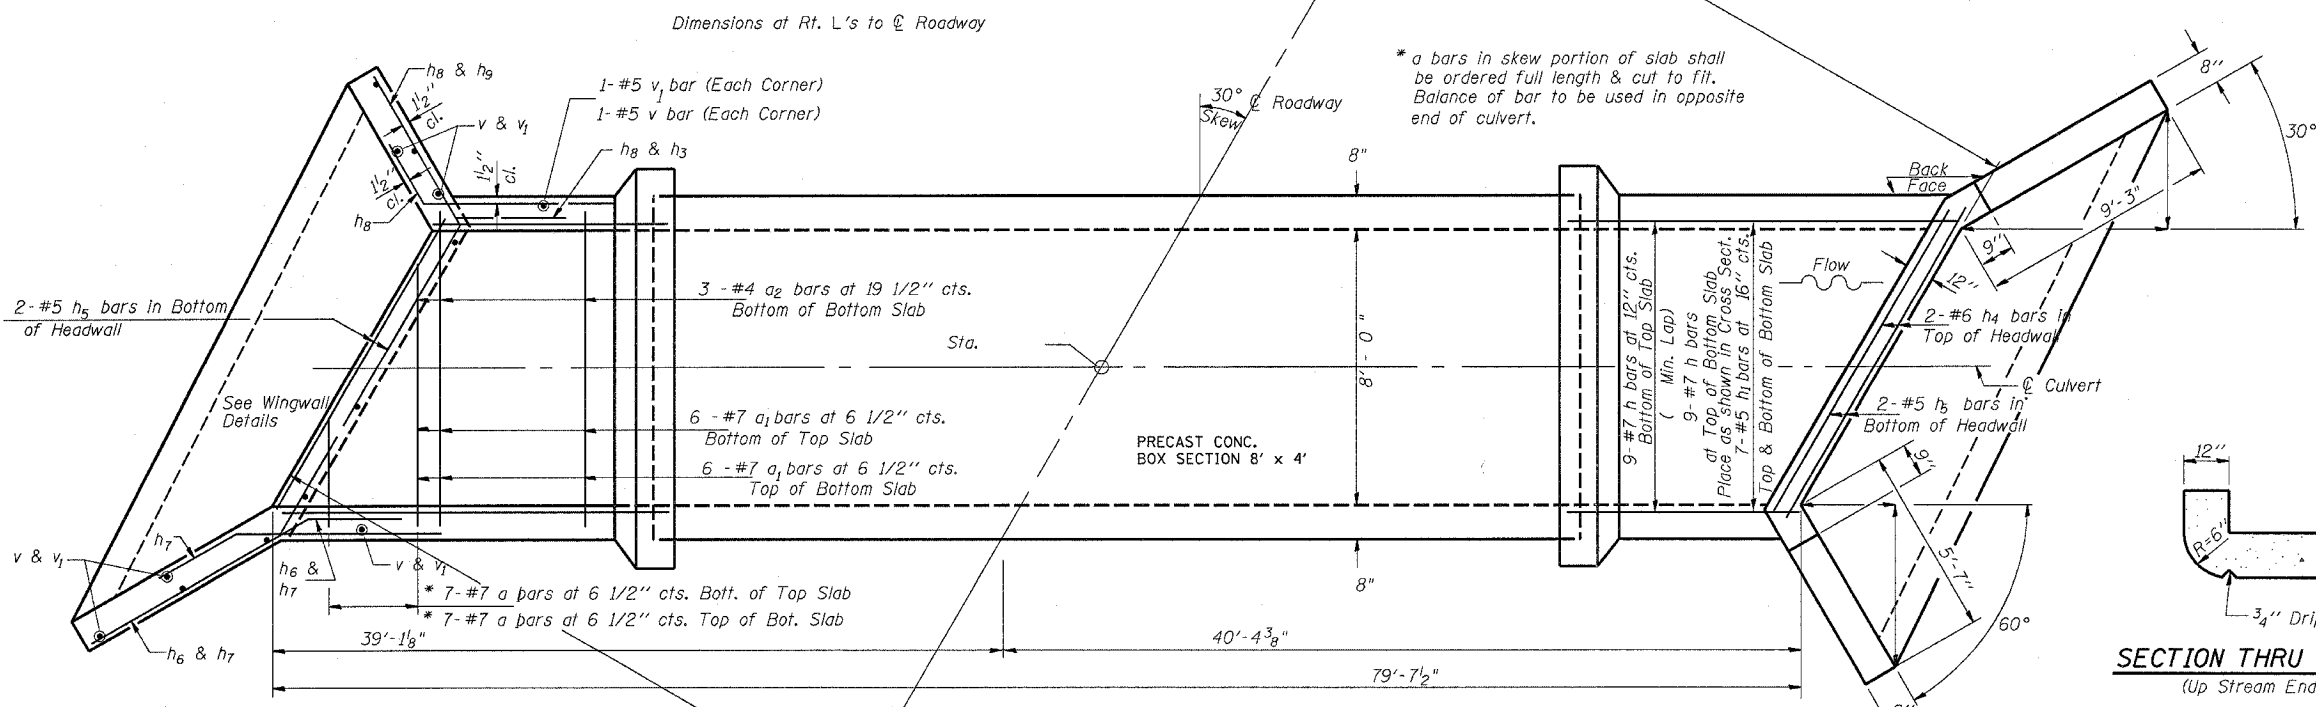 Dimensions at Rt. L's to ℄ Roadway
h8 & h9
1½" cl.
v & v1
1½" cl.
h8
1-#5 v1 bar (Each Corner)
1-#5 v bar (Each Corner)
h8 & h3
1½" cl.
30°
Skew
℄ Roadway
* a bars in skew portion of slab shall
be ordered full length & cut to fit.
Balance of bar to be used in opposite
end of culvert.
8"
8"
30°
Back
Face
9'-3"
9"
12"
Flow
2-#5 h5 bars in Bottom
of Headwall
3 -#4 a2 bars at 19 1/2" cts.
Bottom of Bottom Slab
Sta.
8'-0"
9-#7 h bars at 12" cts.
Bottom of Top Slab
( Min. Lap)
9-#7 h bars
at Top of Bottom Slab
Place as shown in Cross Sect.
7-#5 h1 bars at 16" cts.
Top & Bottom of Bottom Slab
2-#6 h4 bars in
Top of Headwall
℄ Culvert
See Wingwall
Details
6 -#7 a1 bars at 6 1/2" cts.
Bottom of Top Slab
6 -#7 a1 bars at 6 1/2" cts.
Top of Bottom Slab
PRECAST CONC.
BOX SECTION 8' x 4'
2-#5 h5 bars in
Bottom of Headwall
9"
5'-7"
60°
12"
R=6"
3/4" Dri
h7
v & v1
h6 &
h7
v & v1
* 7-#7 a bars at 6 1/2" cts. Bott. of Top Slab
* 7-#7 a bars at 6 1/2" cts. Top of Bot. Slab
8"
h6 & h7
39'-1⅛"
40'-4⅜"
79'-7½"
SECTION THRU
(Up Stream End